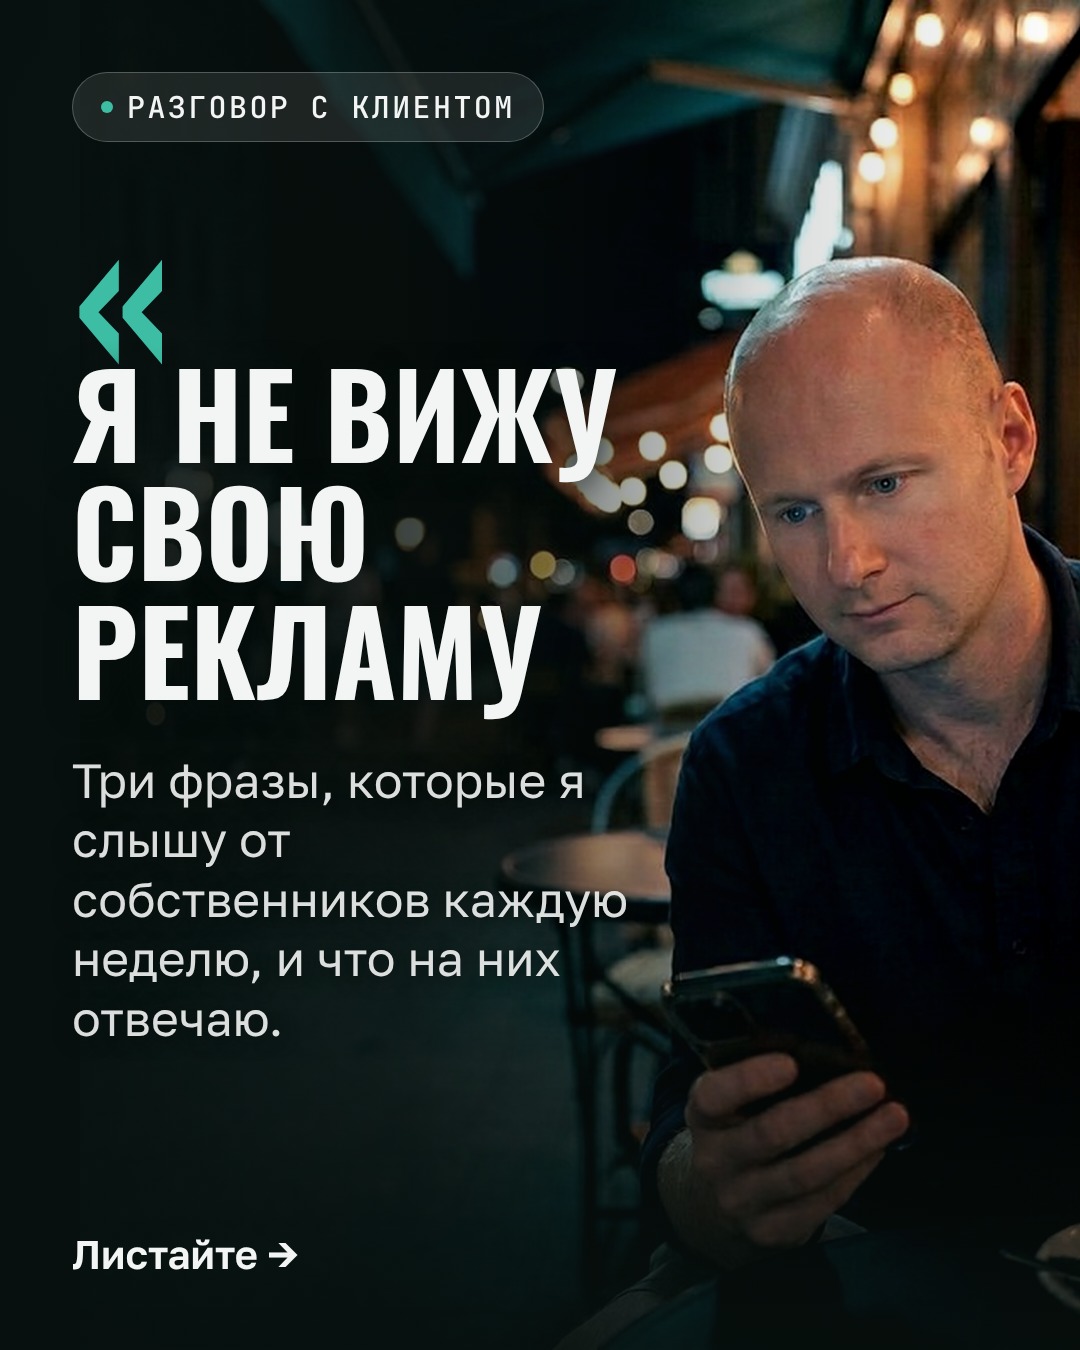 РАЗГОВОР С КЛИЕНТОМ
«
Я НЕ ВИЖУ
СВОЮ
РЕКЛАМУ
Три фразы, которые я
слышу от
собственников каждую
неделю, и что на них
отвечаю.
Листайте →